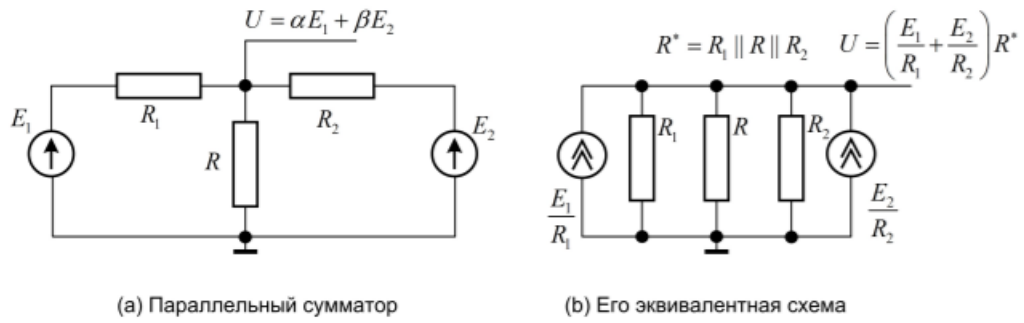 U = αE₁ + βE₂
R₁
R₂
E₁
E₂
R
(a) Параллельный сумматор
R* = R₁ || R || R₂
U = (E₁/R₁ + E₂/R₂) R*
R₁
R
R₂
E₁/R₁
E₂/R₂
(b) Его эквивалентная схема